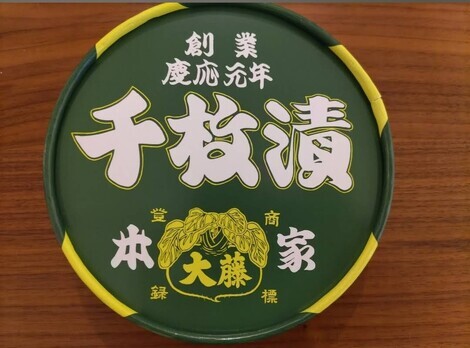 創業
慶応元年
千枚漬
本家
大藤
登録商標